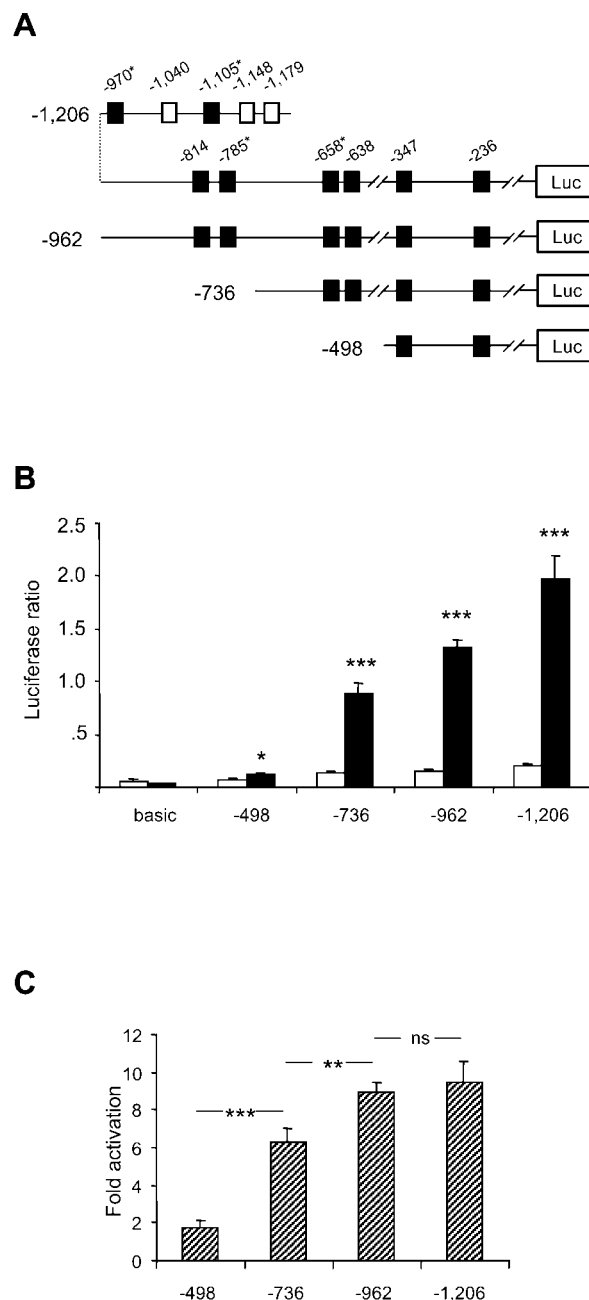 A
-970* -1,040 -1,105* -1,148 -1,179
-1,206
-814 -785* -658* -638 -347 -236
Luc
-962 Luc
-736 Luc
-498 Luc
B
Luciferase ratio
2.5
2.0
1.5
1.0
.5
* *** *** ***
basic -498 -736 -962 -1,206
C
Fold activation
12
10
8
6
4
2
0
*** ** ns
-498 -736 -962 -1,206